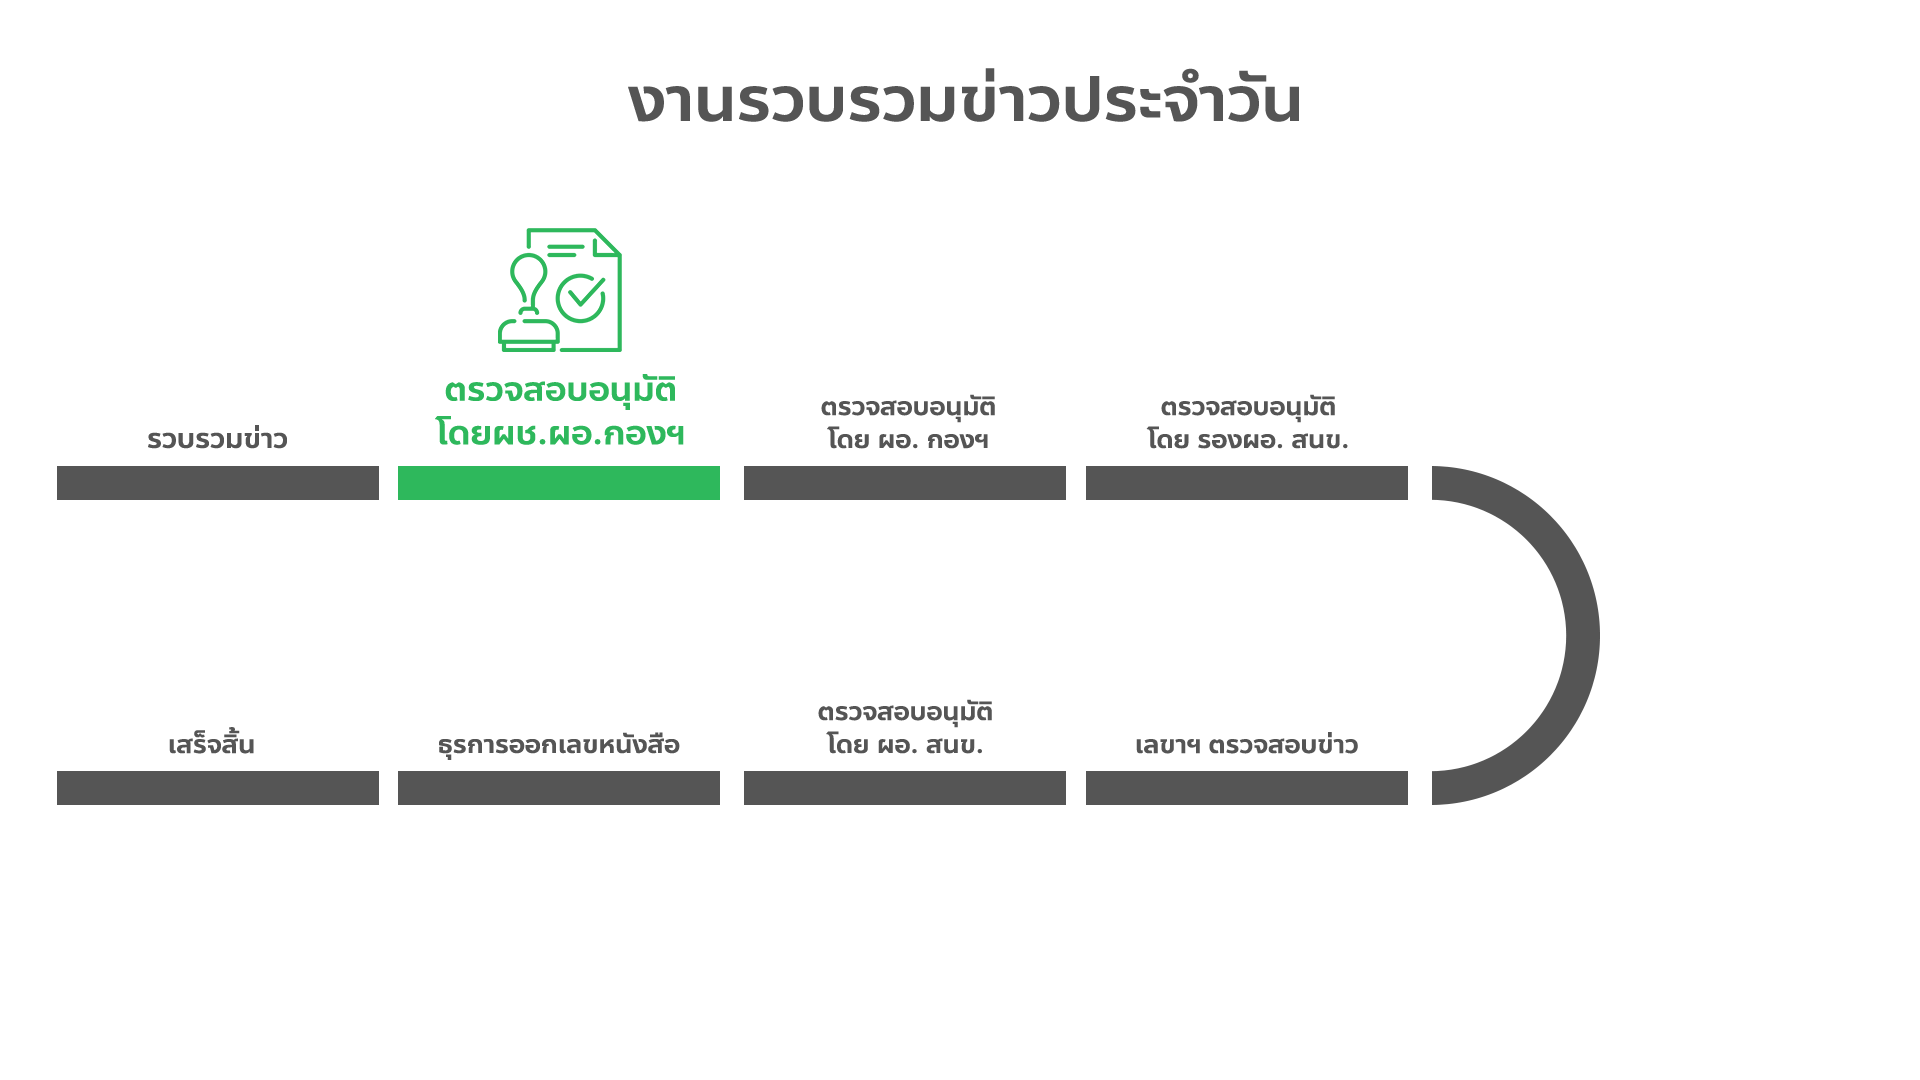 งานรวบรวมข่าวประจำวัน
รวบรวมข่าว
ตรวจสอบอนุมัติ
โดยผช.ผอ.กองฯ
ตรวจสอบอนุมัติ
โดย ผอ. กองฯ
ตรวจสอบอนุมัติ
โดย รองผอ. สนข.
เลขาฯ ตรวจสอบข่าว
ตรวจสอบอนุมัติ
โดย ผอ. สนข.
ธุรการออกเลขหนังสือ
เสร็จสิ้น